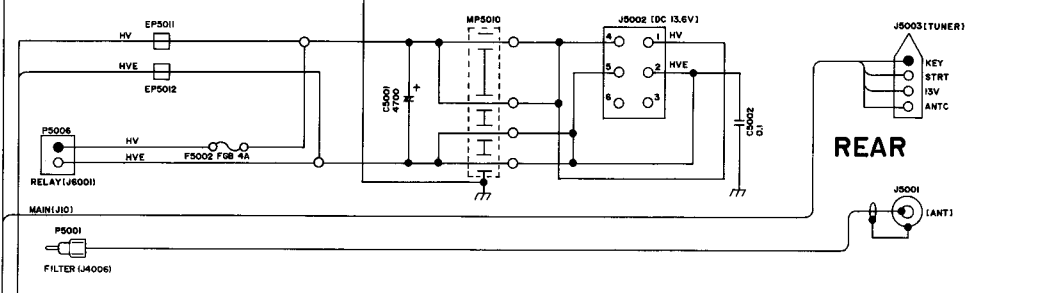 EP5011
HV
HVE
EP5012
P5006
HV
HVE
F5002 FGB 4A
RELAY (J6001)
MAIN (J10)
P5001
FILTER (J4006)
C5001
4700
+
MP5010
J5002 [DC 13.6V]
4
1
HV
5
2
HVE
6
3
C5002
0.1
J5003 [TUNER]
KEY
STRT
13V
ANTC
REAR
J5001
[ANT]